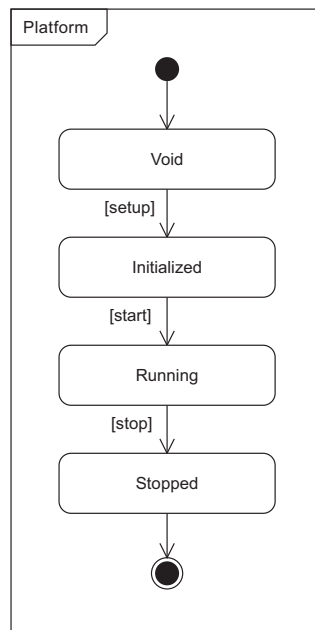 Platform
Void
[setup]
Initialized
[start]
Running
[stop]
Stopped